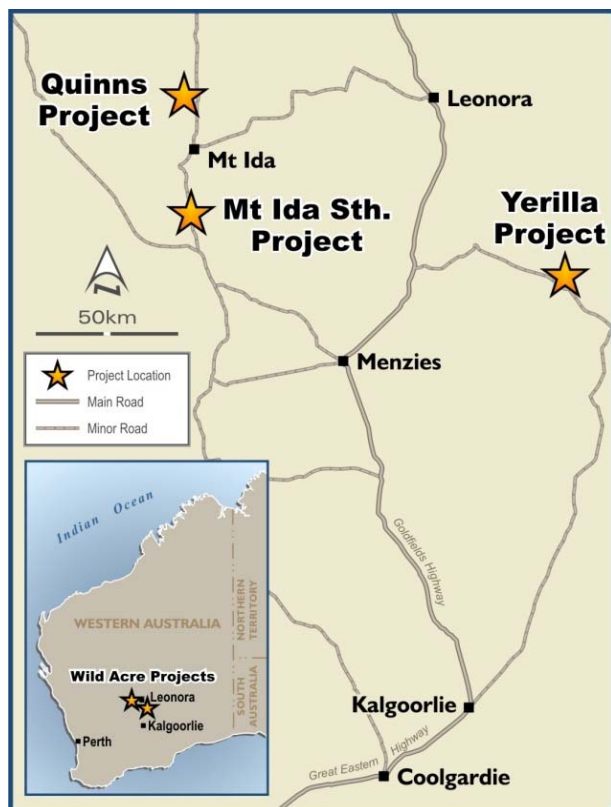 Quinns
Project
Leonora
Mt Ida
Mt Ida Sth.
Project
Yerilla
Project
50km
Menzies
Project Location
Main Road
Minor Road
Goldfields Highway
Indian Ocean
WESTERN AUSTRALIA
NORTHERN
TERRITORY
SOUTH
AUSTRALIA
Wild Acre Projects
Leonora
Kalgoorlie
Perth
Kalgoorlie
Great Eastern Highway
Coolgardie